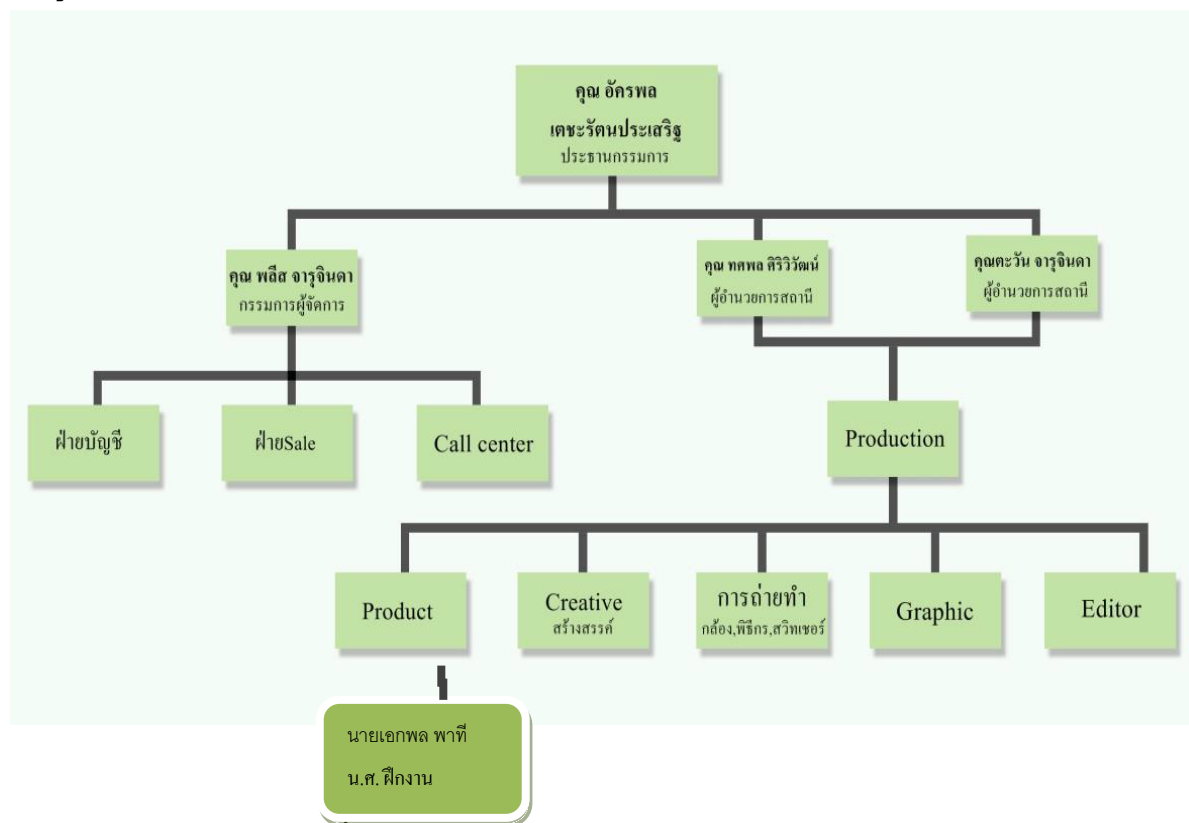 คุณ อัครพล
เตชะรัตนประเสริฐ
ประธานกรรมการ
คุณ พลีส จารุจินดา
กรรมการผู้จัดการ
คุณ ทศพล ศิริวิวัฒน์
ผู้อำนวยการสถานี
คุณตะวัน จารุจินดา
ผู้อำนวยการสถานี
ฝ่ายบัญชี
ฝ่ายSale
Call center
Production
Product
Creative
สร้างสรรค์
การถ่ายทำ
กล้อง,พิธีกร,สวิทเชอร์
Graphic
Editor
นายเอกพล พาที
น.ศ. ฝึกงาน